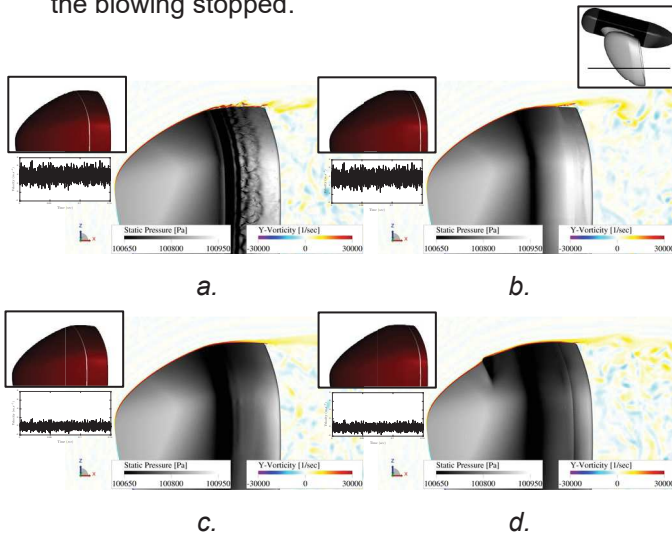 the blowing stopped.
Static Pressure [Pa] Y-Vorticity [1/sec]
100650 100800 100950 -30000 0 30000
Static Pressure [Pa] Y-Vorticity [1/sec]
100650 100800 100950 -30000 0 30000
z
x
z
x
a. b.
Static Pressure [Pa] Y-Vorticity [1/sec]
100650 100800 100950 -30000 0 30000
Static Pressure [Pa] Y-Vorticity [1/sec]
100650 100800 100950 -30000 0 30000
z
x
z
x
c. d.